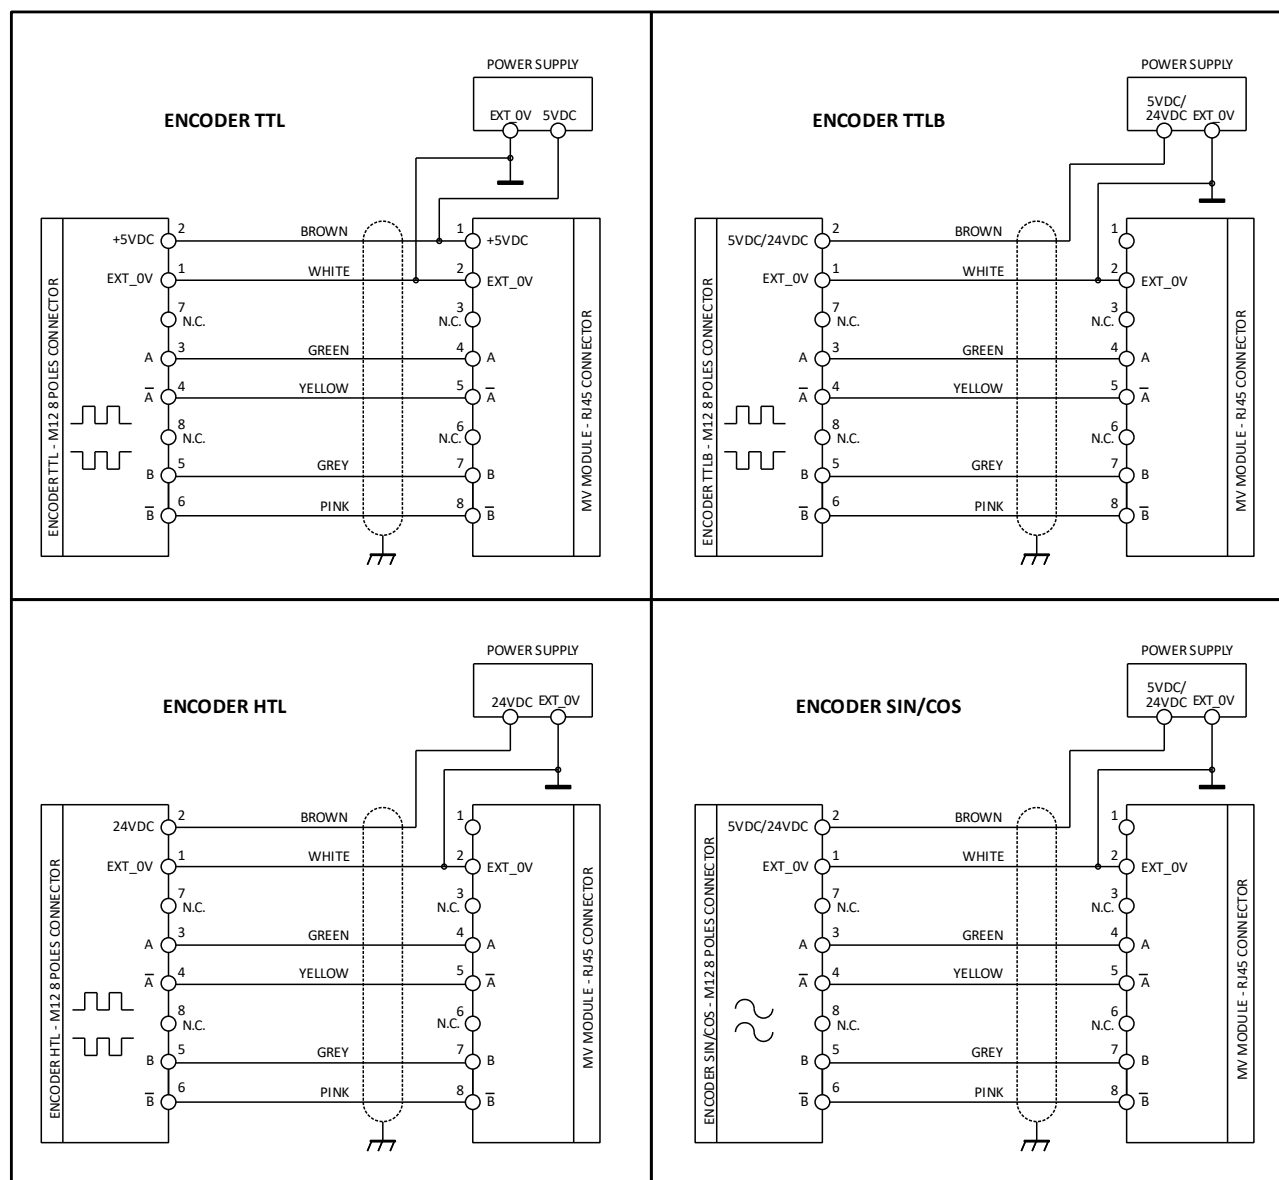 POWER SUPPLY
EXT_0V 5VDC
ENCODER TTL
ENCODER TTL - M12 8 POLES CONNECTOR
MV MODULE - RJ45 CONNECTOR
+5VDC 2 BROWN 1 +5VDC
EXT_0V 1 WHITE 2 EXT_0V
7 N.C. 3 N.C.
A 3 GREEN 4 A
A̅ 4 YELLOW 5 A̅
8 N.C. 6 N.C.
B 5 GREY 7 B
B̅ 6 PINK 8 B̅
POWER SUPPLY
5VDC/
24VDC EXT_0V
ENCODER TTLB
ENCODER TTLB - M12 8 POLES CONNECTOR
MV MODULE - RJ45 CONNECTOR
5VDC/24VDC 2 BROWN 1
EXT_0V 1 WHITE 2 EXT_0V
7 N.C. 3 N.C.
A 3 GREEN 4 A
A̅ 4 YELLOW 5 A̅
8 N.C. 6 N.C.
B 5 GREY 7 B
B̅ 6 PINK 8 B̅
POWER SUPPLY
24VDC EXT_0V
ENCODER HTL
ENCODER HTL - M12 8 POLES CONNECTOR
MV MODULE - RJ45 CONNECTOR
24VDC 2 BROWN 1
EXT_0V 1 WHITE 2 EXT_0V
7 N.C. 3 N.C.
A 3 GREEN 4 A
A̅ 4 YELLOW 5 A̅
8 N.C. 6 N.C.
B 5 GREY 7 B
B̅ 6 PINK 8 B̅
POWER SUPPLY
5VDC/
24VDC EXT_0V
ENCODER SIN/COS
ENCODER SIN/COS - M12 8 POLES CONNECTOR
MV MODULE - RJ45 CONNECTOR
5VDC/24VDC 2 BROWN 1
EXT_0V 1 WHITE 2 EXT_0V
7 N.C. 3 N.C.
A 3 GREEN 4 A
A̅ 4 YELLOW 5 A̅
8 N.C. 6 N.C.
B 5 GREY 7 B
B̅ 6 PINK 8 B̅